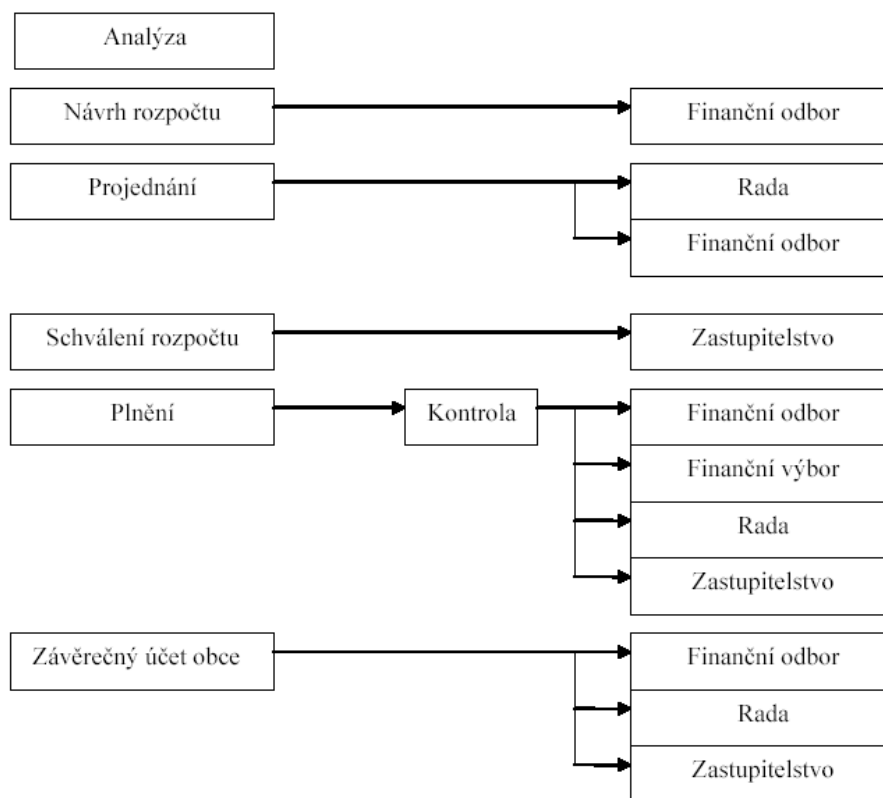 Analýza
Návrh rozpočtu
Finanční odbor
Projednání
Rada
Finanční odbor
Schválení rozpočtu
Zastupitelstvo
Plnění
Kontrola
Finanční odbor
Finanční výbor
Rada
Zastupitelstvo
Závěrečný účet obce
Finanční odbor
Rada
Zastupitelstvo